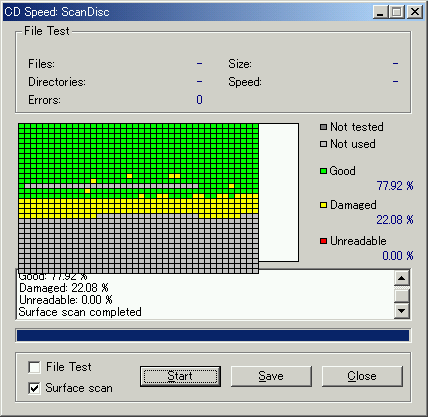 CD Speed: ScanDisc
File Test
Files: - Size: -
Directories: - Speed: -
Errors: 0
Not tested
Not used
Good
77.92 %
Damaged
22.08 %
Unreadable
0.00 %
Good: 77.92 %
Damaged: 22.08 %
Unreadable: 0.00 %
Surface scan completed
File Test
Surface scan
Start Save Close